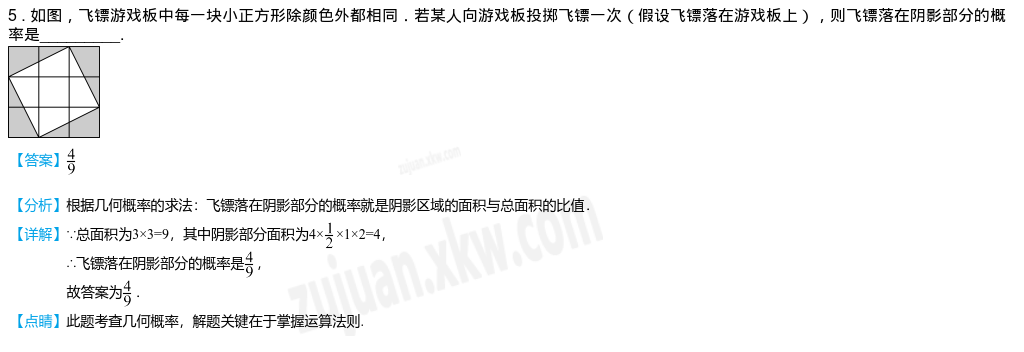 5．如图，飞镖游戏板中每一块小正方形除颜色外都相同．若某人向游戏板投掷飞镖一次（假设飞镖落在游戏板上），则飞镖落在阴影部分的概
率是__________.
zujuan.xkw.com
【答案】4/9
【分析】根据几何概率的求法：飞镖落在阴影部分的概率就是阴影区域的面积与总面积的比值．
【详解】∵总面积为3×3=9，其中阴影部分面积为4×1/2×1×2=4，
∴飞镖落在阴影部分的概率是4/9，
故答案为4/9．
zujuan.xkw.com
【点睛】此题考查几何概率，解题关键在于掌握运算法则.